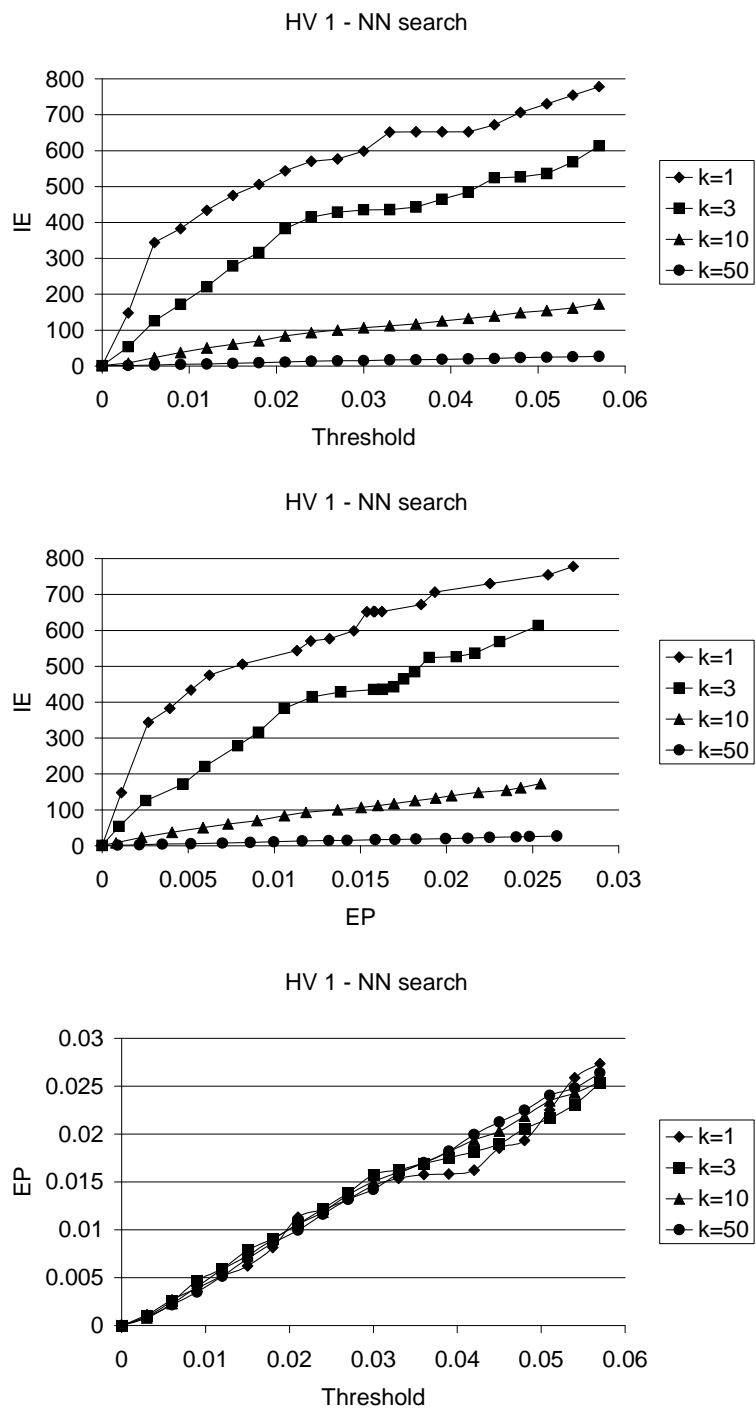 HV 1 - NN search
800
700
600
500
400
300
200
100
0
IE
0 0.01 0.02 0.03 0.04 0.05 0.06
Threshold
k=1
k=3
k=10
k=50
HV 1 - NN search
800
700
600
500
400
300
200
100
0
IE
0 0.005 0.01 0.015 0.02 0.025 0.03
EP
k=1
k=3
k=10
k=50
HV 1 - NN search
0.03
0.025
0.02
0.015
0.01
0.005
0
EP
0 0.01 0.02 0.03 0.04 0.05 0.06
Threshold
k=1
k=3
k=10
k=50